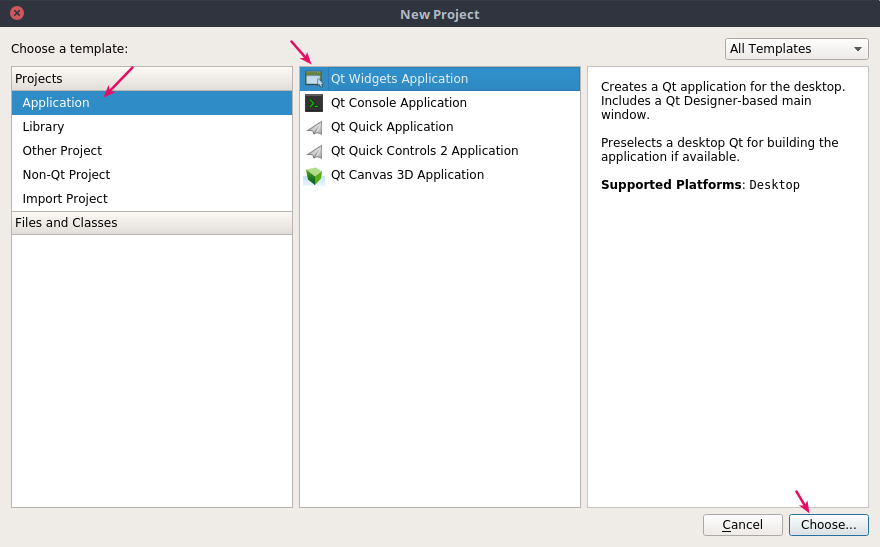 New Project
Choose a template:
All Templates
Projects
Application
Library
Other Project
Non-Qt Project
Import Project
Files and Classes
Qt Widgets Application
Qt Console Application
Qt Quick Application
Qt Quick Controls 2 Application
Qt Canvas 3D Application
Creates a Qt application for the desktop.
Includes a Qt Designer-based main
window.
Preselects a desktop Qt for building the
application if available.
Supported Platforms: Desktop
Cancel
Choose...